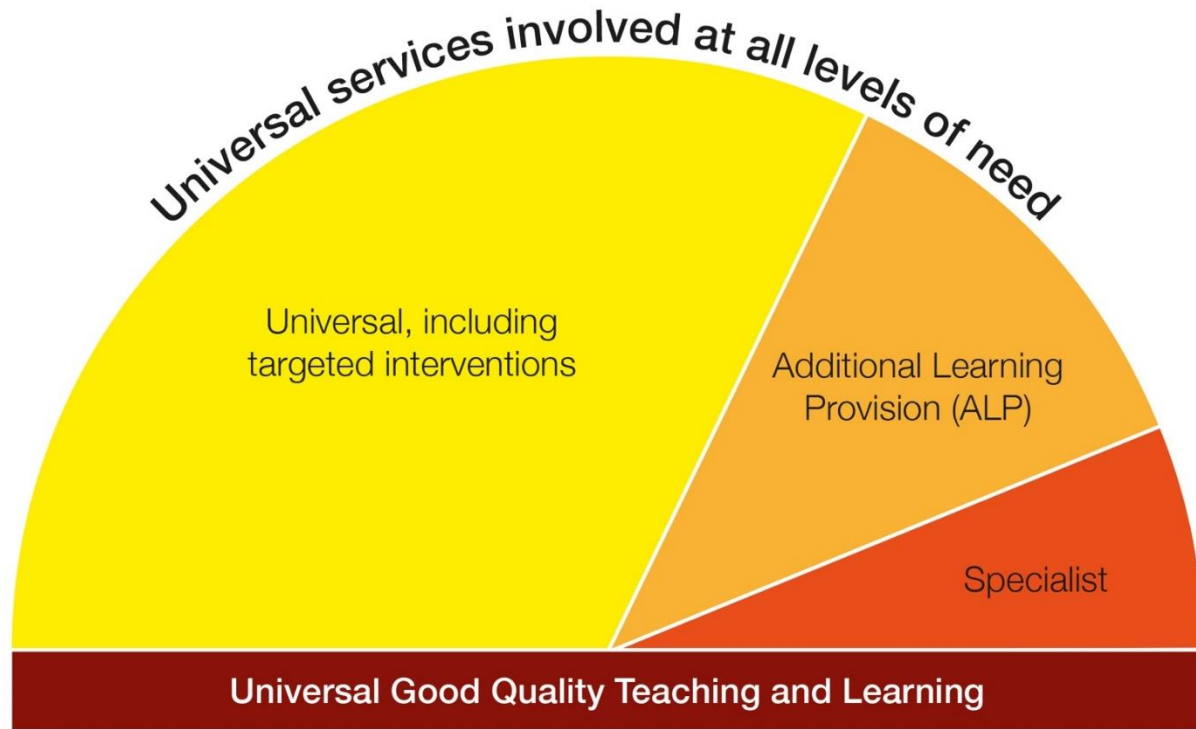 Universal services involved at all levels of need
Universal, including
targeted interventions
Additional Learning
Provision (ALP)
Specialist
Universal Good Quality Teaching and Learning